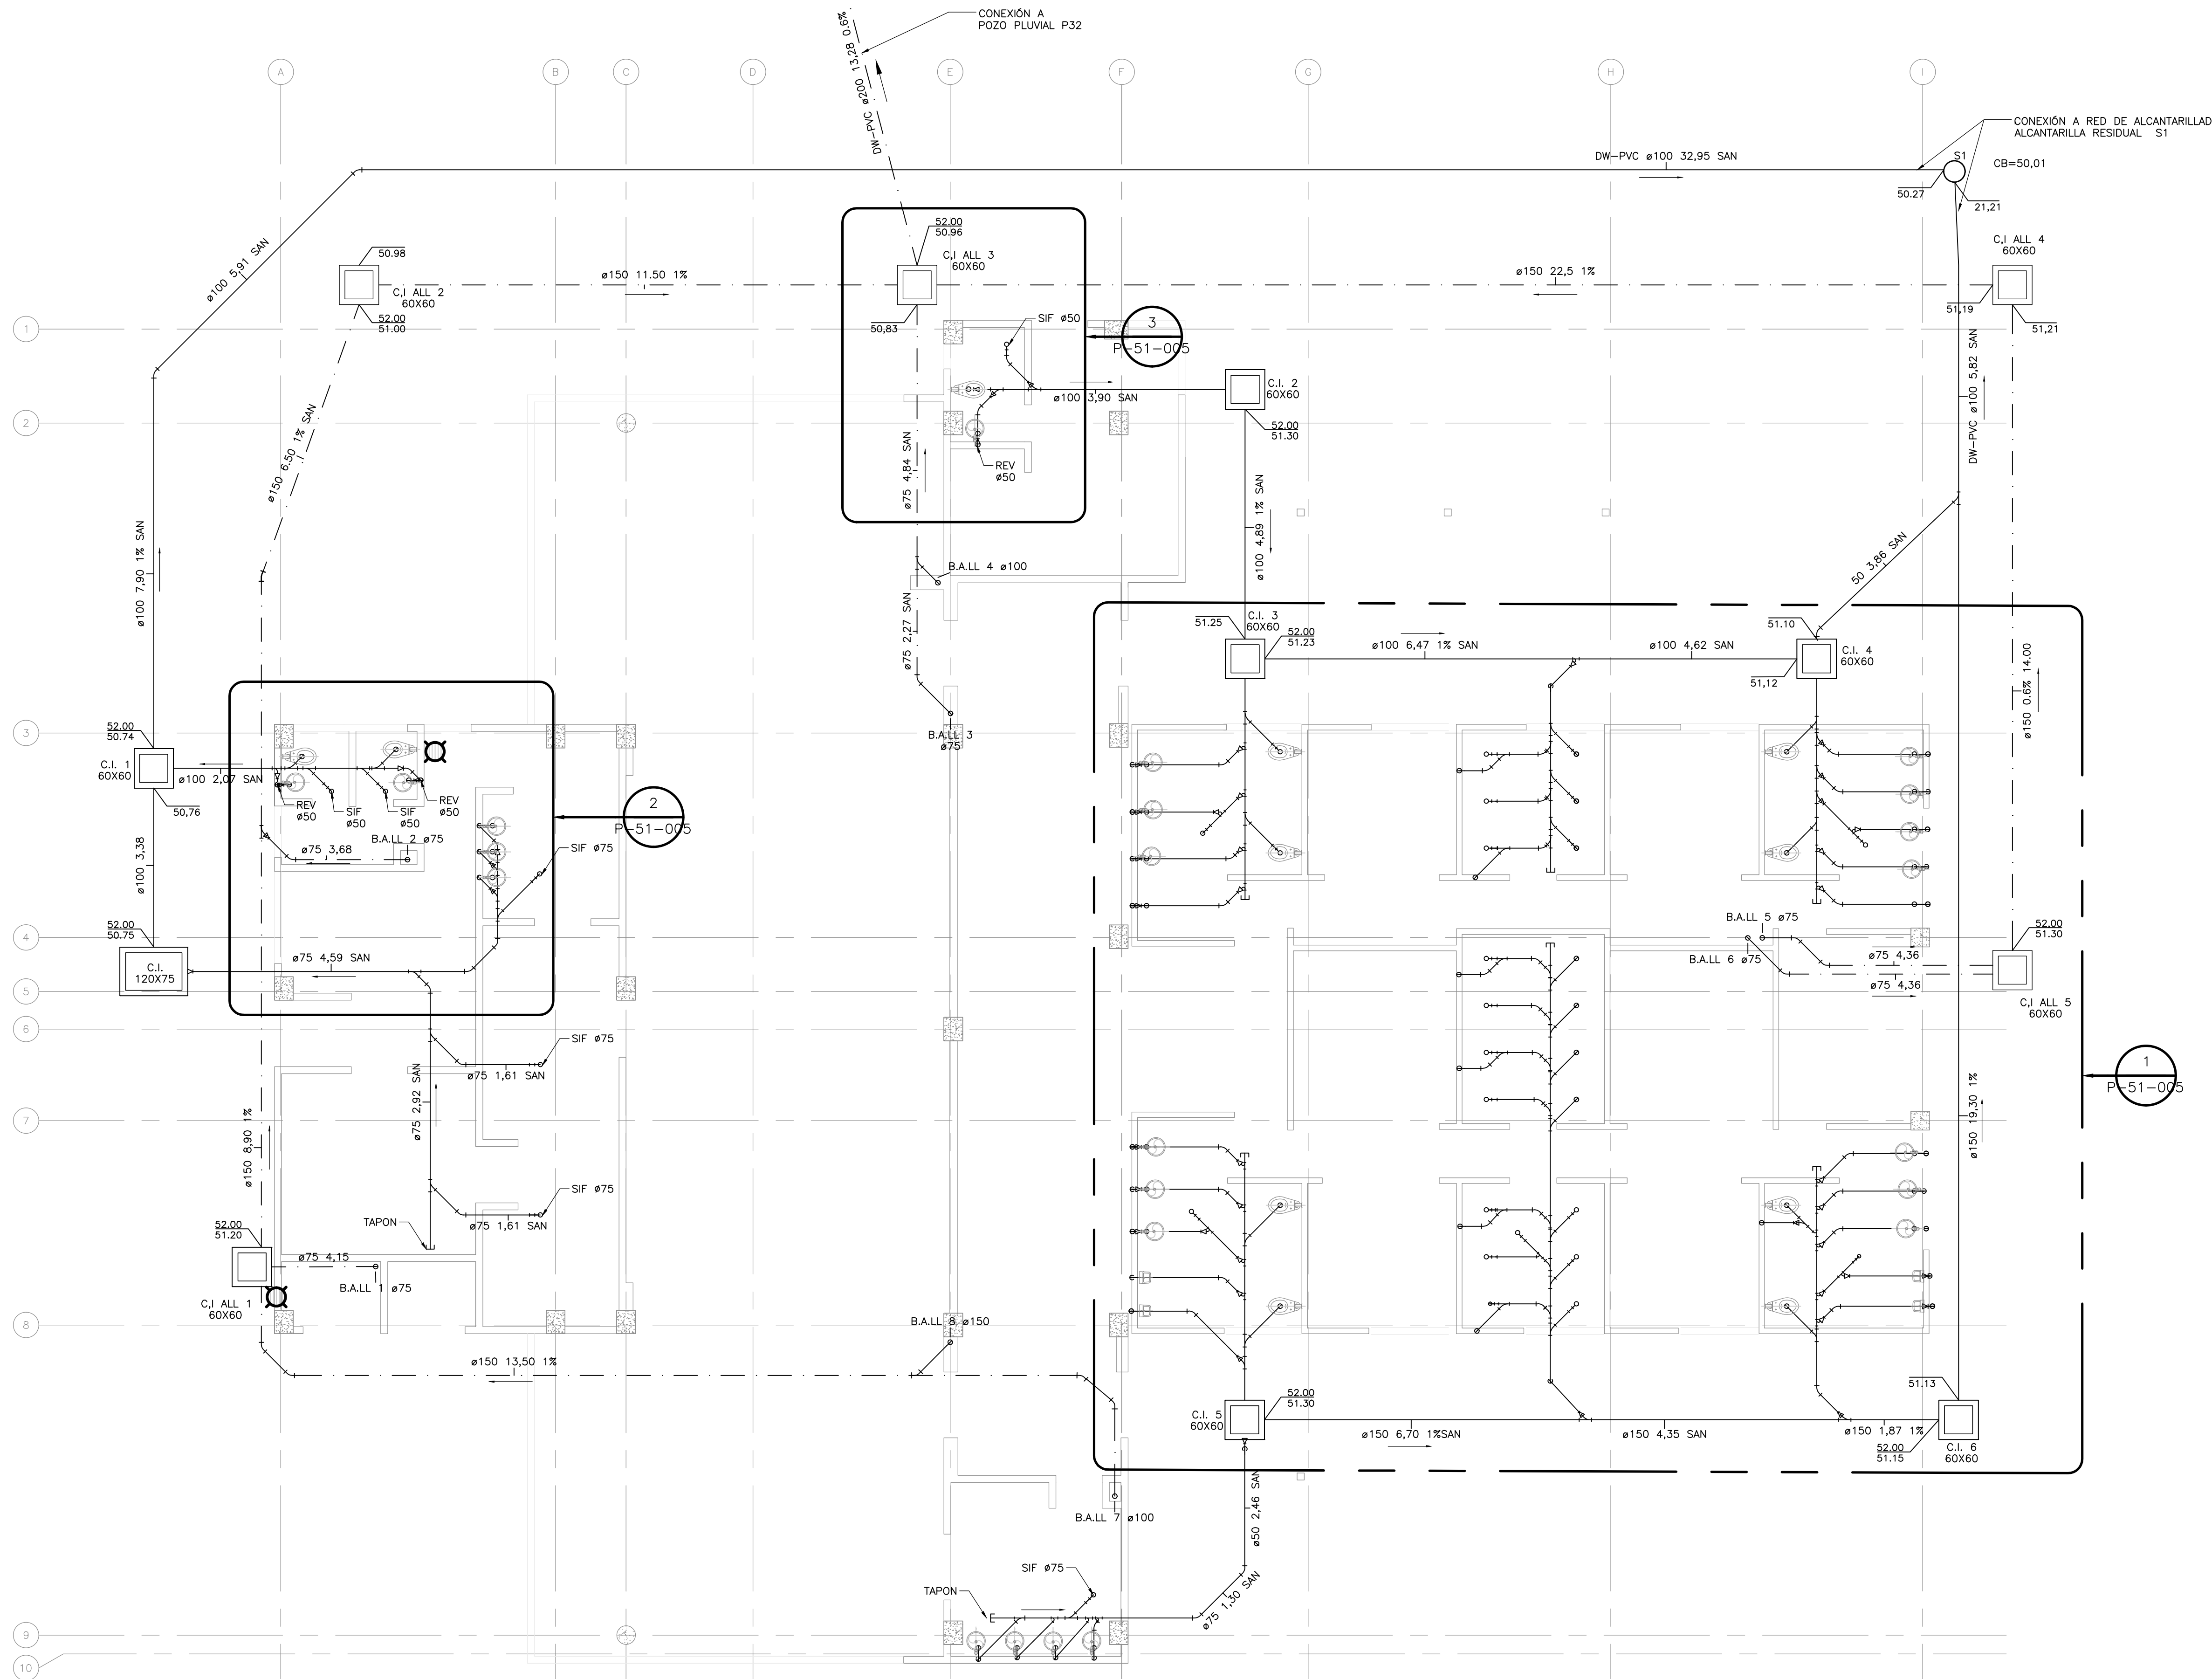 CONEXIÓN A
POZO PLUVIAL P32
DW-PVC ø200 13,28 0.6%
A
B
C
D
E
F
G
H
I
CONEXIÓN A RED DE ALCANTARILLAD
ALCANTARILLA RESIDUAL S1
DW-PVC ø100 32,95 SAN
S1
CB=50,01
50.27
21,21
52.00
50.96
C,I ALL 3
60X60
C,I ALL 4
60X60
ø100 5,91 SAN
50.98
C,I ALL 2
60X60
ø150 11.50 1%
ø150 22,5 1%
52.00
51.00
50,83
51,19
51,21
1
SIF ø50
3
P-51-005
C.I. 2
60X60
ø100 3,90 SAN
DW-PVC ø100 5,82 SAN
2
52.00
51.30
ø150 6.50 1% SAN
ø75 4,84 SAN
REV
ø50
ø100 7,90 1% SAN
ø100 4,89 1% SAN
50 3,86 SAN
B.A.LL 4 ø100
ø75 2,27 SAN
C.I. 3
60X60
51.25
52.00
51.23
51.10
ø100 6,47 1% SAN
ø100 4,62 SAN
C.I. 4
60X60
51,12
ø150 0.6% 14.00
3
52.00
50.74
B.A.LL 3
ø75
C.I. 1
60X60
ø100 2,07 SAN
50,76
REV
ø50
SIF
ø50
SIF
ø50
REV
ø50
2
P-51-005
B.A.LL 2 ø75
ø75 3,68
SIF ø75
ø100 3,38
4
52.00
50.75
B.A.LL 5 ø75
52.00
51.30
B.A.LL 6 ø75
ø75 4,36
ø75 4,36
C.I.
120X75
ø75 4,59 SAN
5
C,I ALL 5
60X60
6
SIF ø75
ø75 1,61 SAN
1
P-51-005
ø75 2,92 SAN
7
ø150 8,90 1%
ø150 19,30 1%
SIF ø75
ø75 1,61 SAN
TAPON
52.00
51.20
ø75 4,15
B.A.LL 1 ø75
C,I ALL 1
60X60
8
B.A.LL 8 ø150
ø150 13,50 1%
51.13
52.00
51.30
C.I. 5
60X60
ø150 6,70 1%SAN
ø150 4,35 SAN
ø150 1,87 1%
52.00
51.15
C.I. 6
60X60
ø50 2,46 SAN
B.A.LL 7 ø100
SIF ø75
TAPON
ø75 1,30 SAN
9
10